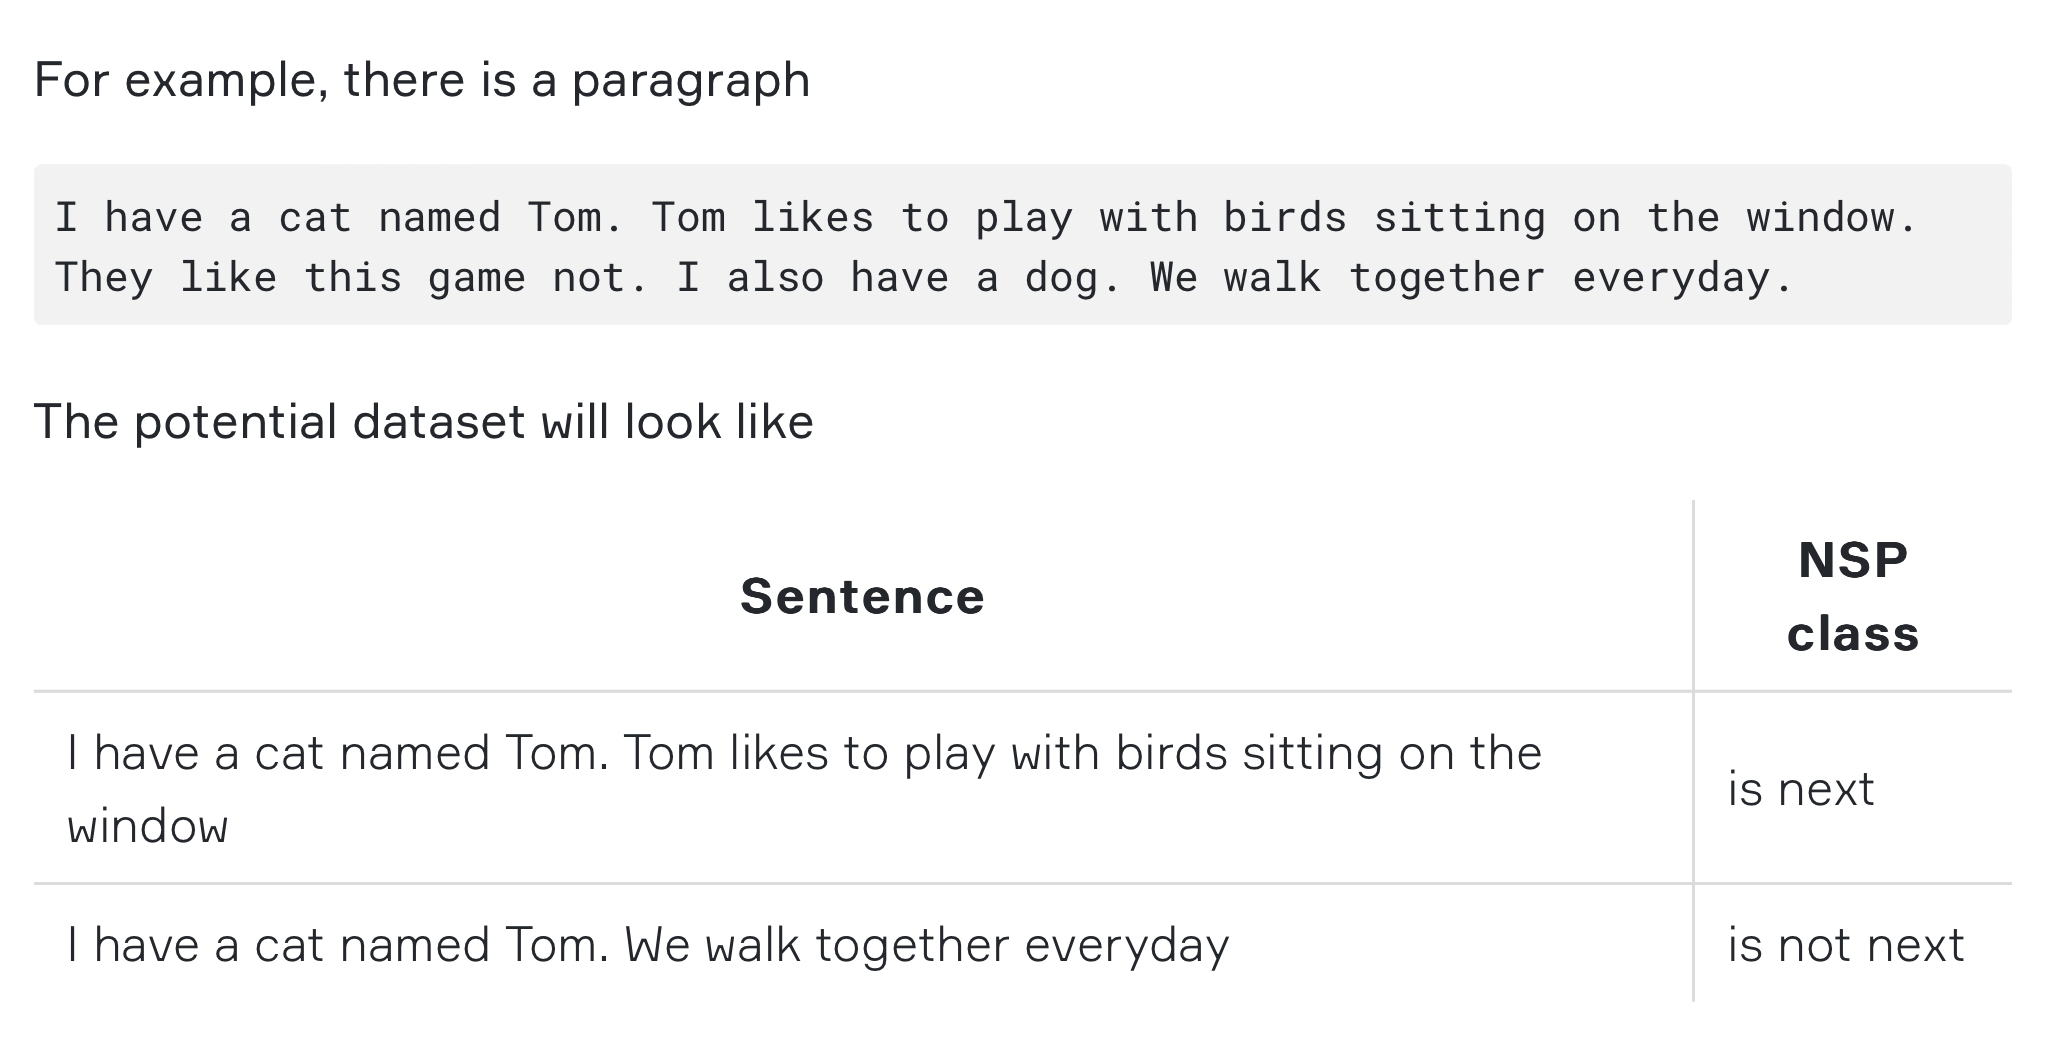 For example, there is a paragraph
I have a cat named Tom. Tom likes to play with birds sitting on the window.
They like this game not. I also have a dog. We walk together everyday.
The potential dataset will look like
Sentence
NSP
class
I have a cat named Tom. Tom likes to play with birds sitting on the
window
is next
I have a cat named Tom. We walk together everyday
is not next